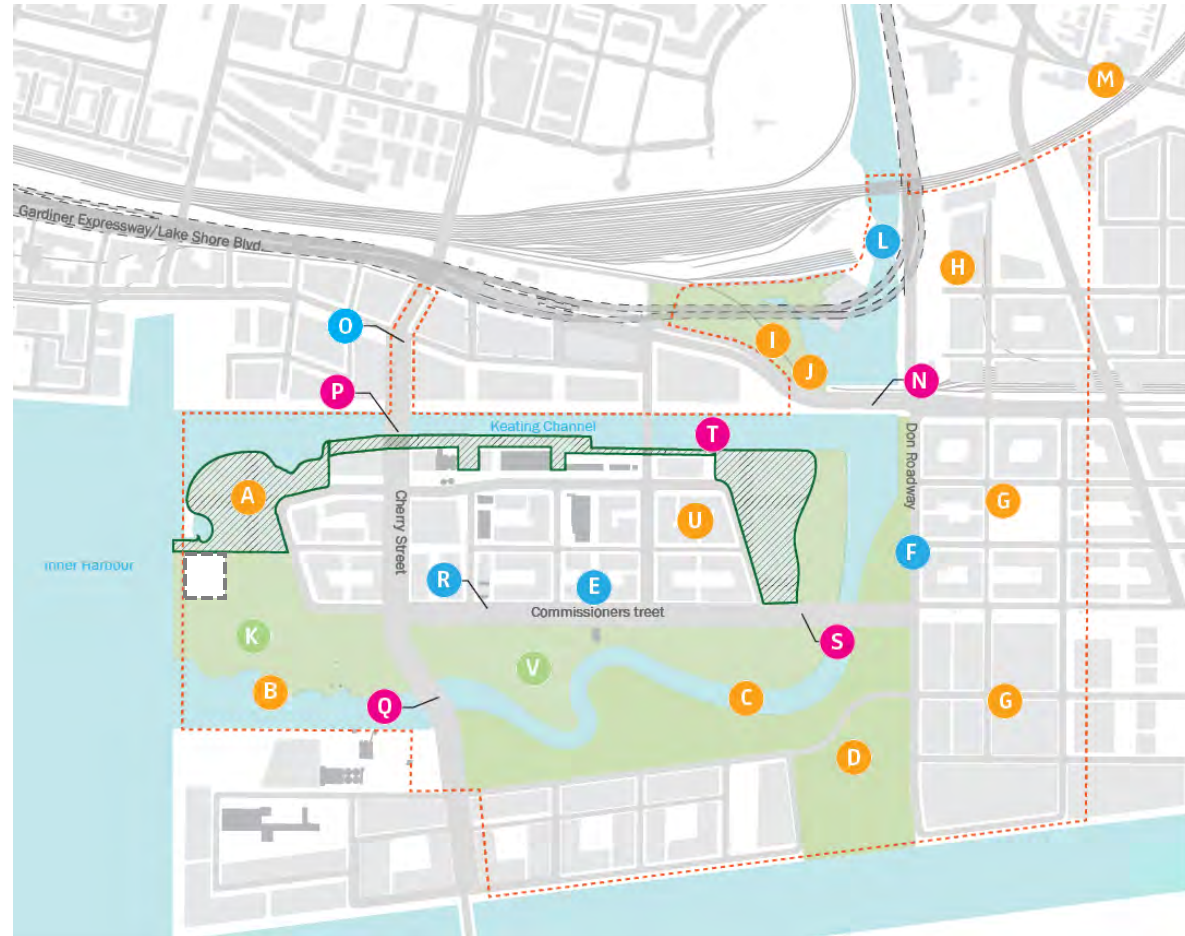 M
Gardiner Expressway/Lake Shore Blvd.
L
H
O
I
J
N
P
Keating Channel
T
Don Roadway
A
Cherry Street
G
U
F
Inner Harbour
R
E
Commissioners treet
K
V
S
B
Q
C
G
D